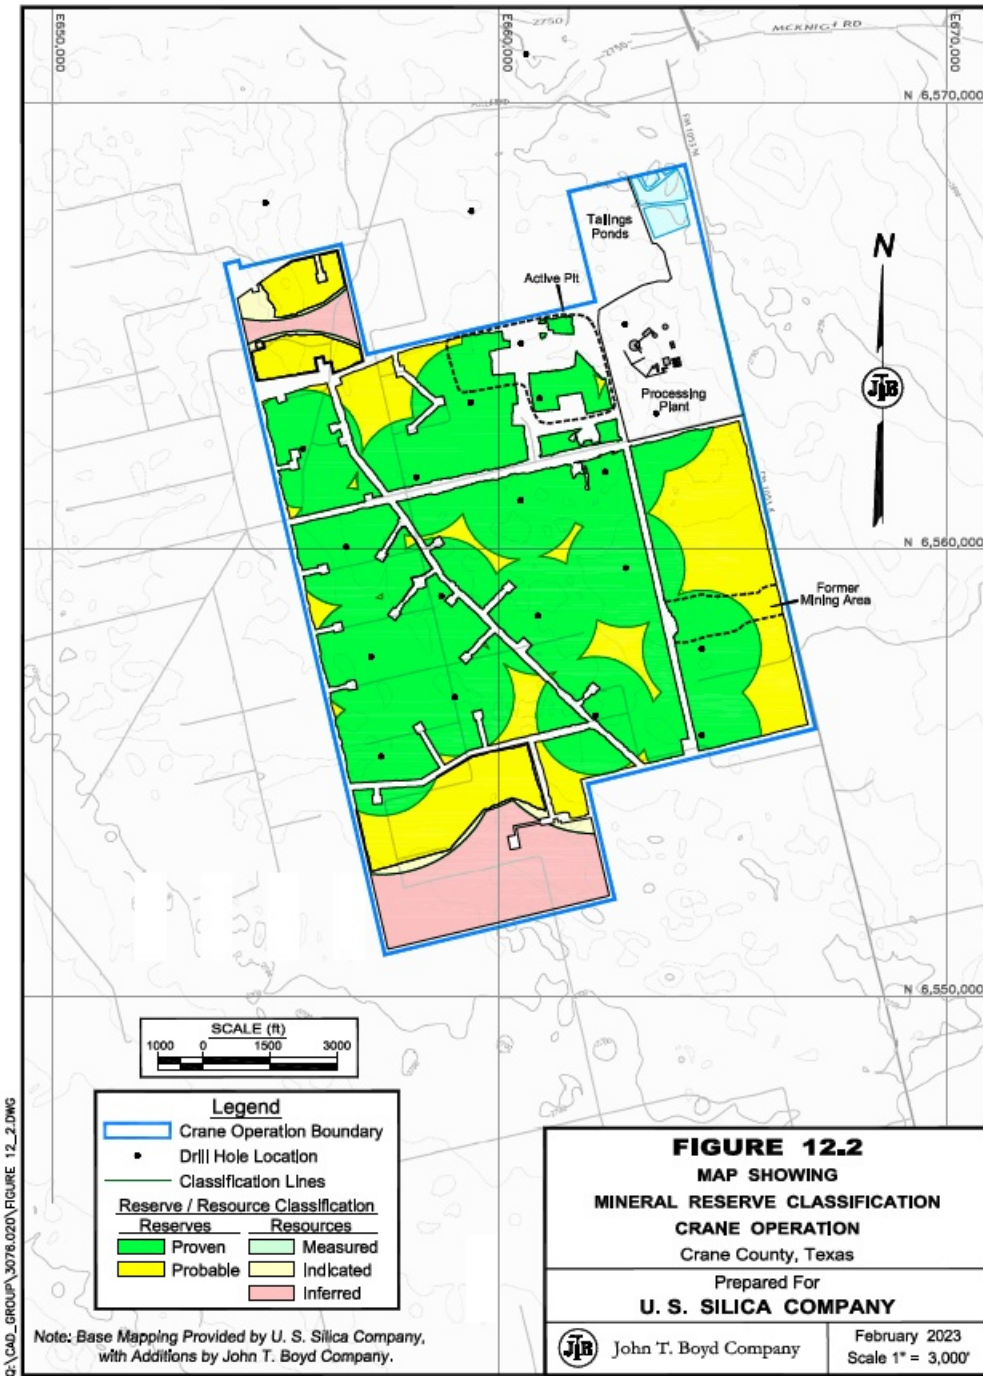 E650,000
E660,000
E670,000
2750
2750
MCKNIGHT RD
N 6,570,000
FM 1053 N
Tailings
Ponds
Active Pit
N
JTB
Processing
Plant
N 6,560,000
Former
Mining Area
N 6,550,000
SCALE (ft)
1000 0 1500 3000
Legend
Crane Operation Boundary
Drill Hole Location
Classification Lines
Reserve / Resource Classification
Reserves Resources
Proven Measured
Probable Indicated
Inferred
Note: Base Mapping Provided by U. S. Silica Company,
with Additions by John T. Boyd Company.
Q:\CAD_GROUP\3076.020\FIGURE 12_2.DWG
FIGURE 12.2
MAP SHOWING
MINERAL RESERVE CLASSIFICATION
CRANE OPERATION
Crane County, Texas
Prepared For
U. S. SILICA COMPANY
JTB John T. Boyd Company
February 2023
Scale 1" = 3,000'